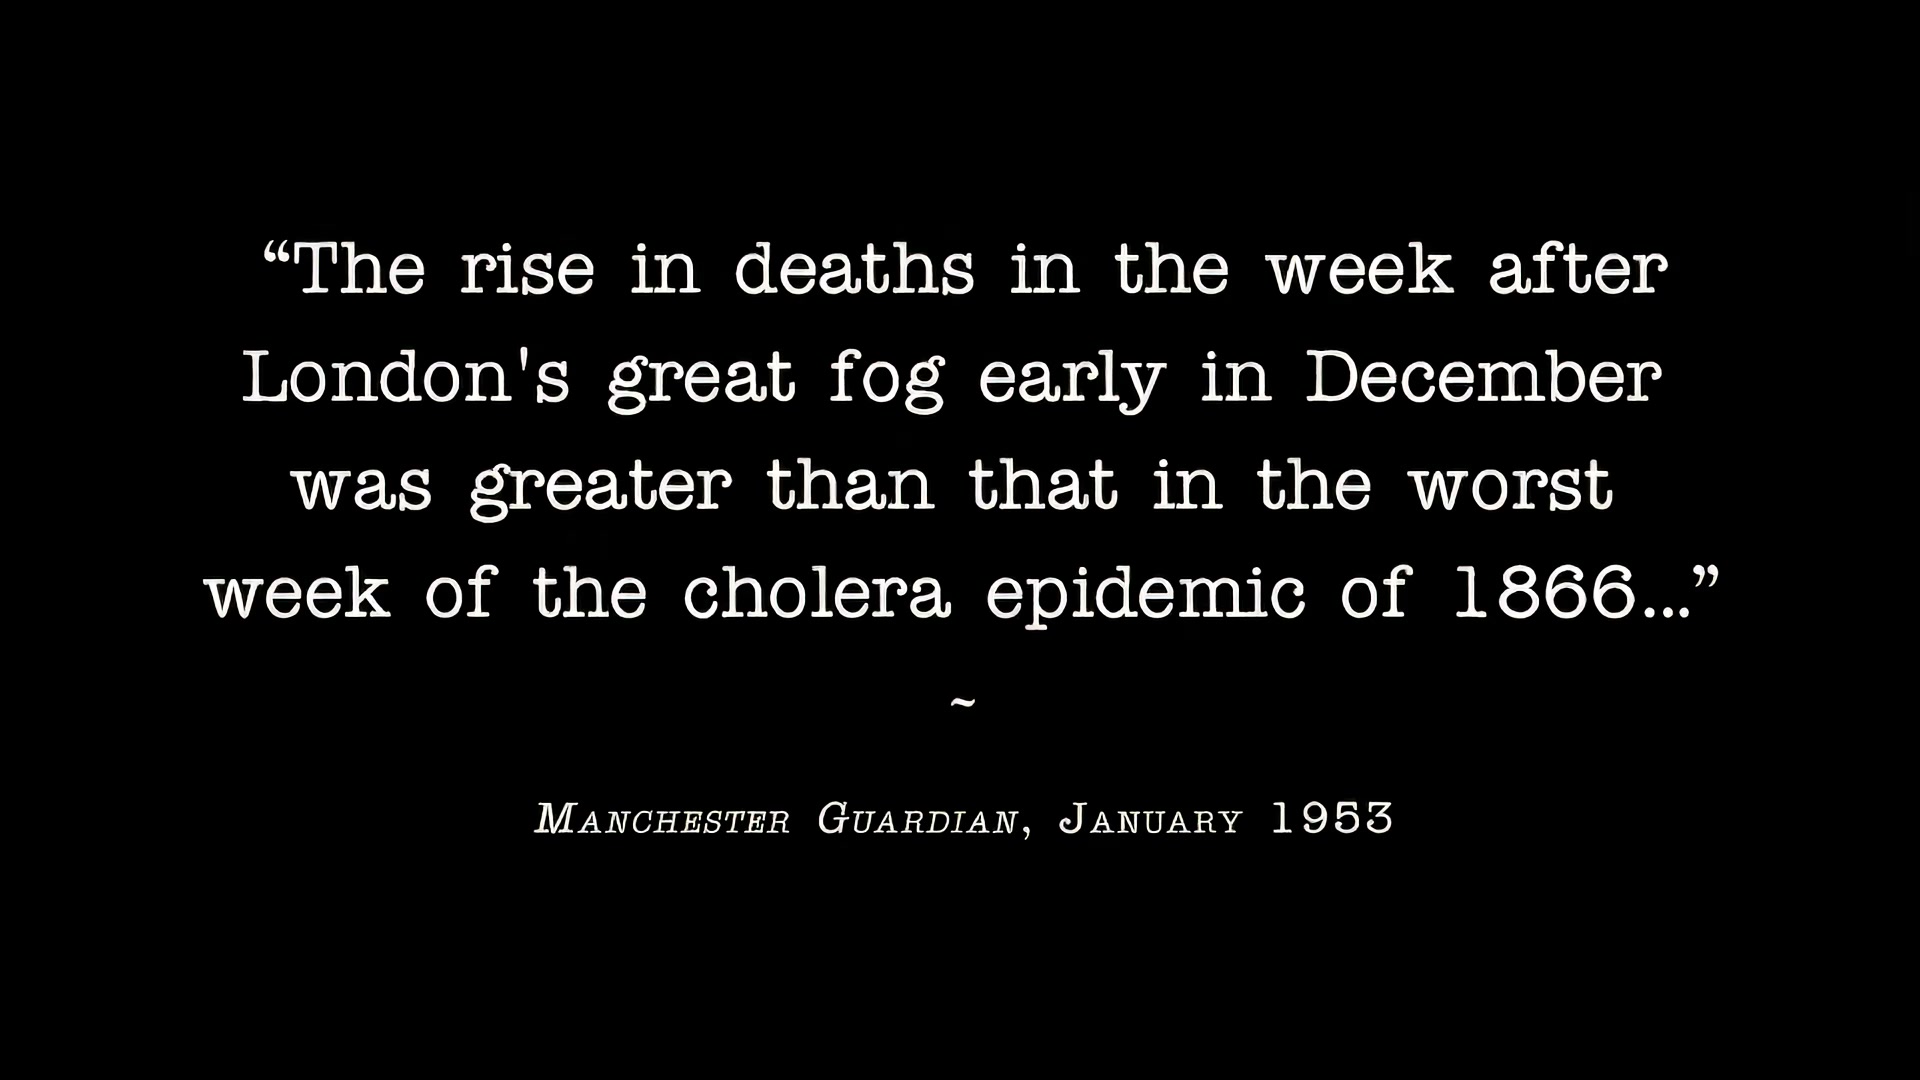 “The rise in deaths in the week after
London's great fog early in December
was greater than that in the worst
week of the cholera epidemic of 1866...”
~
Manchester Guardian, January 1953